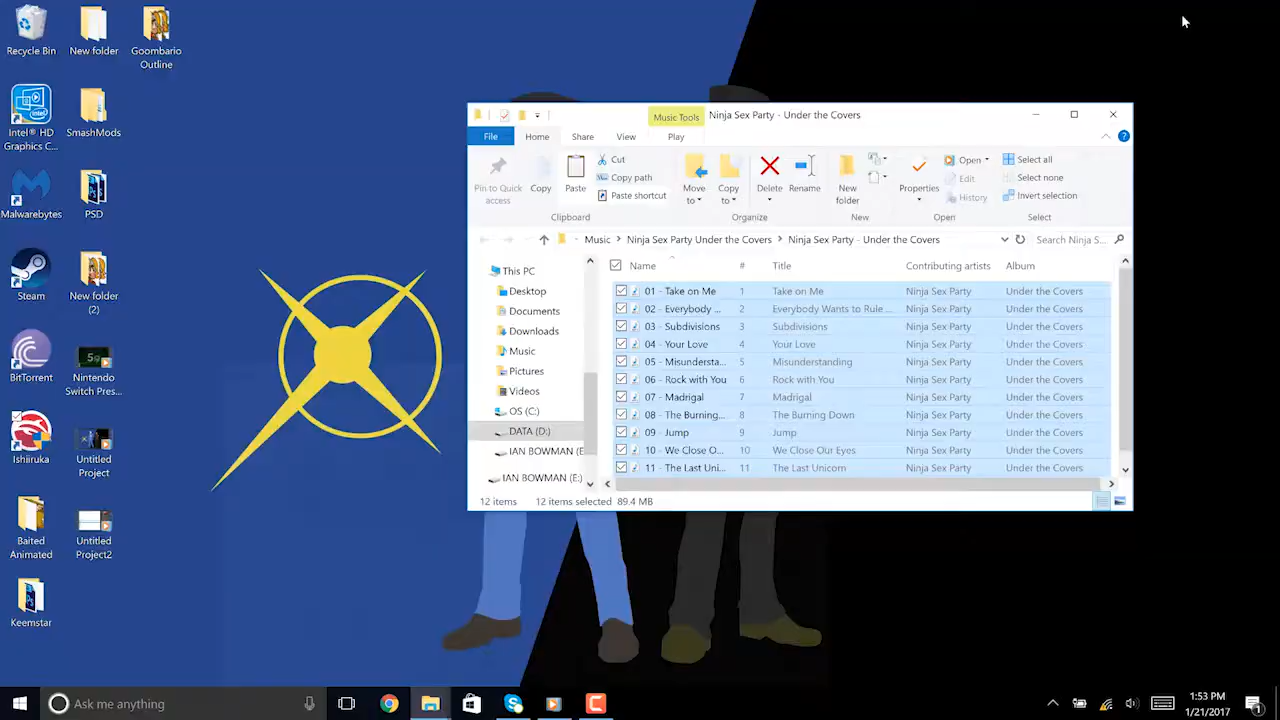 Recycle Bin
New folder
Goombario
Outline
Intel® HD
Graphics C...
SmashMods
Malwarebytes
PSD
Steam
New folder
(2)
BitTorrent
Nintendo
Switch Pres...
Ishiruka
Untitled
Project
Baited
Animated
Untitled
Project2
Keemstar
Music Tools
Ninja Sex Party - Under the Covers
File
Home
Share
View
Play
Pin to Quick
access
Copy
Paste
Cut
Copy path
Paste shortcut
Clipboard
Move
to
Copy
to
Delete
Rename
Organize
New
folder
New
Properties
Open
Edit
History
Open
Select all
Select none
Invert selection
Select
Music > Ninja Sex Party Under the Covers > Ninja Sex Party - Under the Covers
Search Ninja S...
This PC
Desktop
Documents
Downloads
Music
Pictures
Videos
OS (C:)
DATA (D:)
IAN BOWMAN (E
IAN BOWMAN (E:)
Name # Title Contributing artists Album
01 - Take on Me 1 Take on Me Ninja Sex Party Under the Covers
02 - Everybody ... 2 Everybody Wants to Rule ... Ninja Sex Party Under the Covers
03 - Subdivisions 3 Subdivisions Ninja Sex Party Under the Covers
04 - Your Love 4 Your Love Ninja Sex Party Under the Covers
05 - Misundersta... 5 Misunderstanding Ninja Sex Party Under the Covers
06 - Rock with You 6 Rock with You Ninja Sex Party Under the Covers
07 - Madrigal 7 Madrigal Ninja Sex Party Under the Covers
08 - The Burning... 8 The Burning Down Ninja Sex Party Under the Covers
09 - Jump 9 Jump Ninja Sex Party Under the Covers
10 - We Close O... 10 We Close Our Eyes Ninja Sex Party Under the Covers
11 - The Last Uni... 11 The Last Unicorn Ninja Sex Party Under the Covers
12 items 12 items selected 89.4 MB
Ask me anything
1:53 PM
1/21/2017